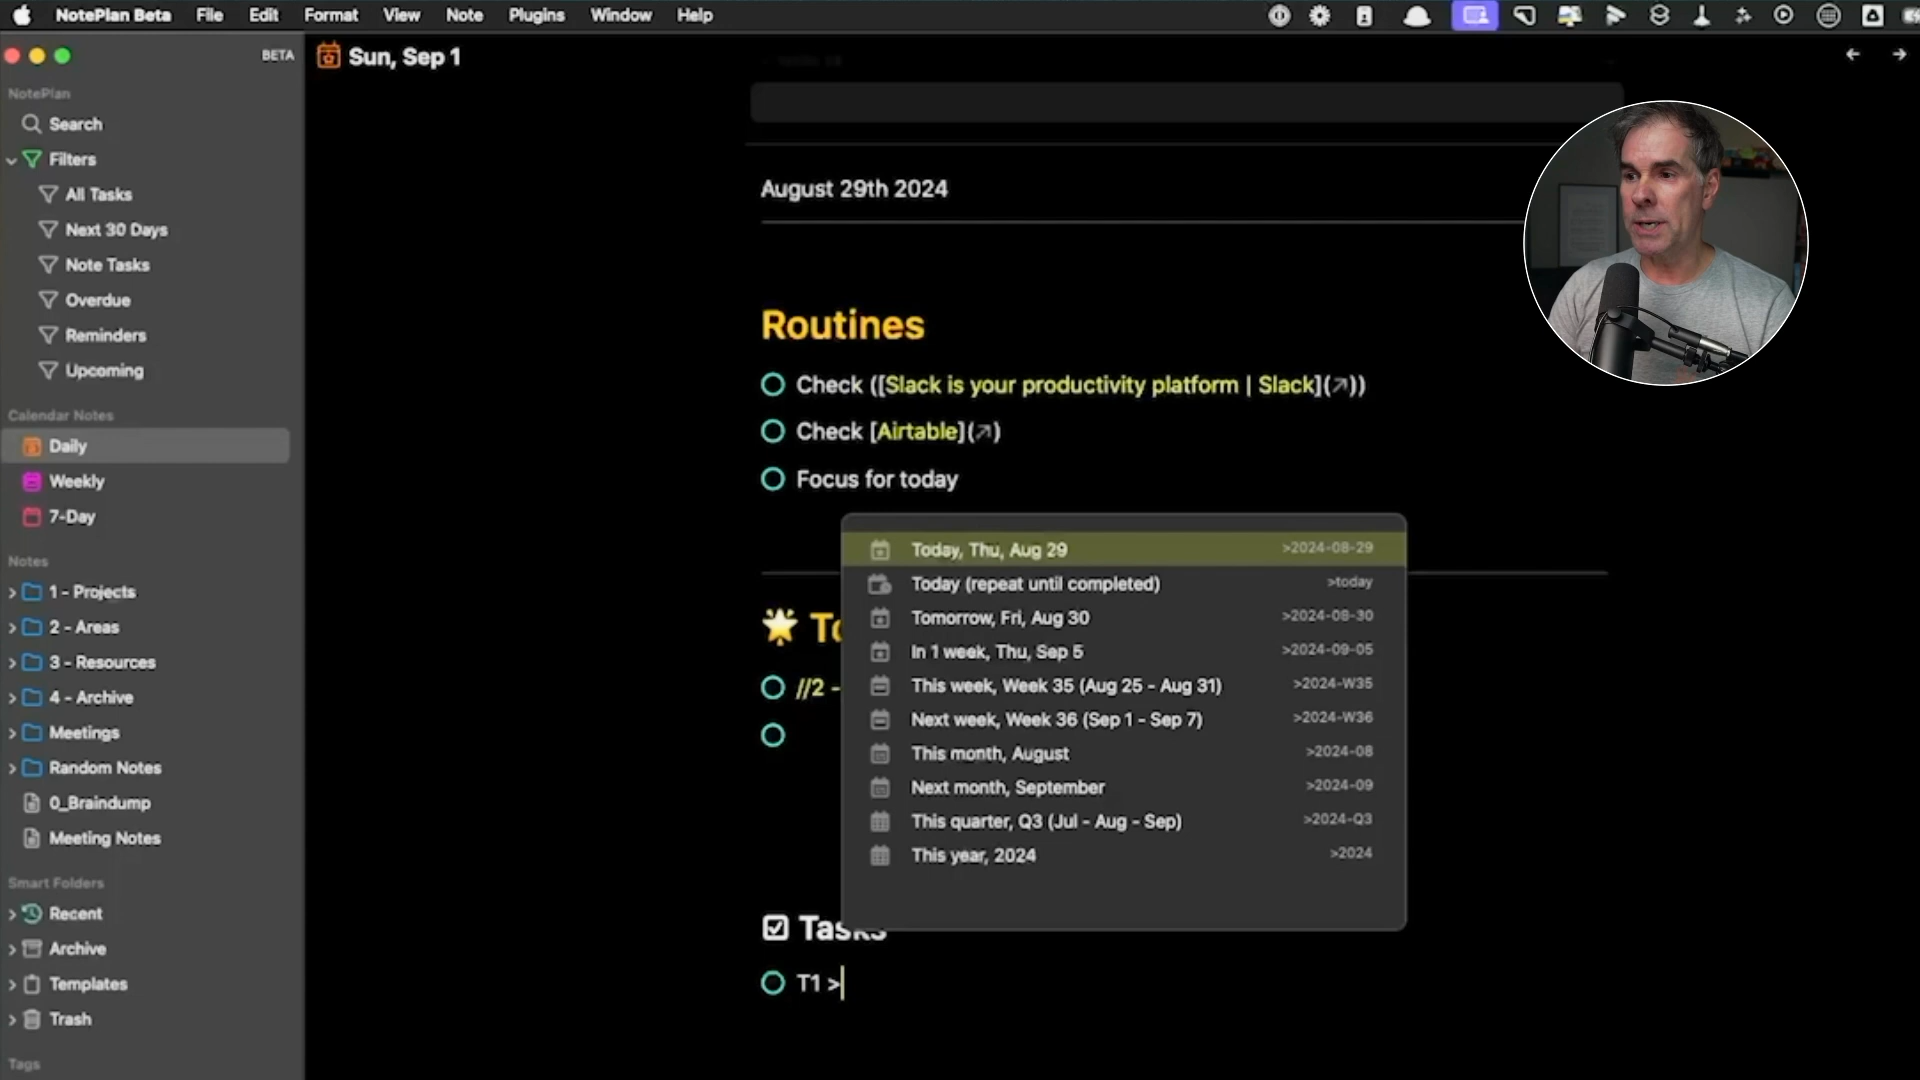 NotePlan Beta File Edit Format View Note Plugins Window Help
BETA
Sun, Sep 1
NotePlan
Search
Filters
All Tasks
Next 30 Days
Note Tasks
Overdue
Reminders
Upcoming
Calendar Notes
Daily
Weekly
7-Day
Notes
1 - Projects
2 - Areas
3 - Resources
4 - Archive
Meetings
Random Notes
0_Braindump
Meeting Notes
Smart Folders
Recent
Archive
Templates
Trash
Tags
August 29th 2024
Routines
Check ([Slack is your productivity platform | Slack](↗))
Check [Airtable](↗)
Focus for today
Today, Thu, Aug 29 >2024-08-29
Today (repeat until completed) >today
Tomorrow, Fri, Aug 30 >2024-08-30
In 1 week, Thu, Sep 5 >2024-09-05
This week, Week 35 (Aug 25 - Aug 31) >2024-W35
Next week, Week 36 (Sep 1 - Sep 7) >2024-W36
This month, August >2024-08
Next month, September >2024-09
This quarter, Q3 (Jul - Aug - Sep) >2024-Q3
This year, 2024 >2024
//2 -
Tasks
T1 >